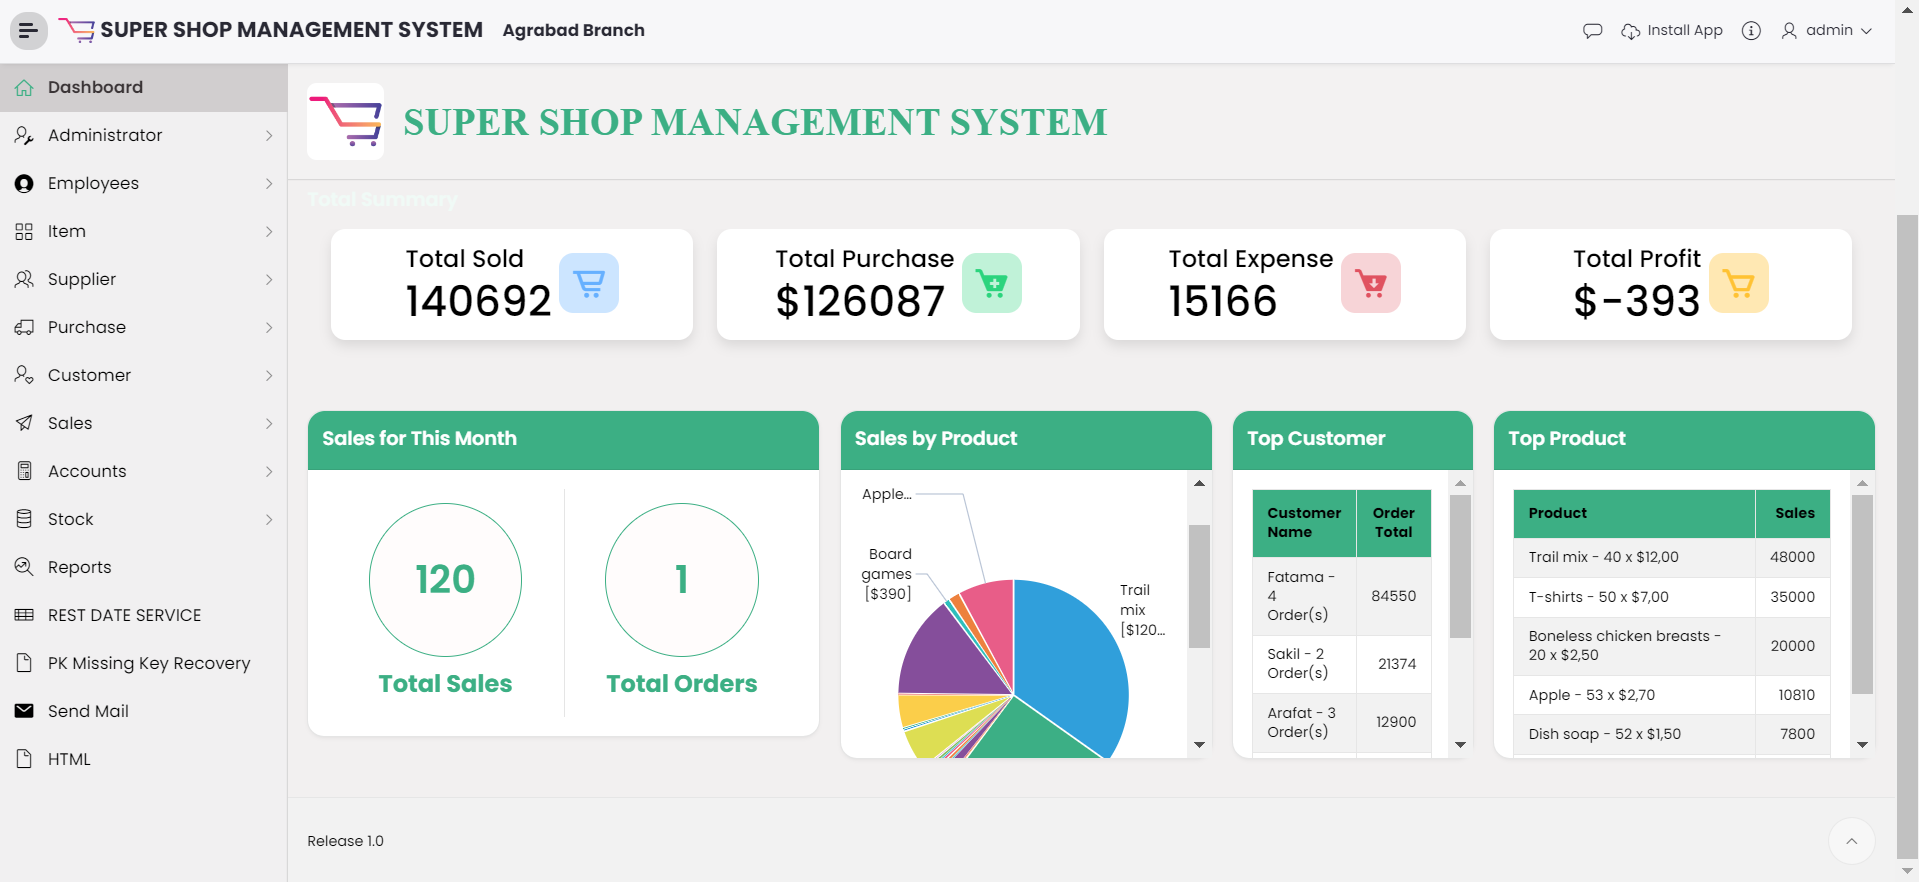 SUPER SHOP MANAGEMENT SYSTEM Agrabad Branch
Install App
admin
Dashboard
Administrator
Employees
Item
Supplier
Purchase
Customer
Sales
Accounts
Stock
Reports
REST DATE SERVICE
PK Missing Key Recovery
Send Mail
HTML
SUPER SHOP MANAGEMENT SYSTEM
Total Summary
Total Sold
140692
Total Purchase
$126087
Total Expense
15166
Total Profit
$-393
Sales for This Month
120
Total Sales
1
Total Orders
Sales by Product
Apple...
Board
games
[$390]
Trail
mix
[$120...
Top Customer
Customer
Name
Order
Total
Fatama -
4
Order(s)
84550
Sakil - 2
Order(s)
21374
Arafat - 3
Order(s)
12900
Top Product
Product Sales
Trail mix - 40 x $12,00 48000
T-shirts - 50 x $7,00 35000
Boneless chicken breasts -
20 x $2,50
20000
Apple - 53 x $2,70 10810
Dish soap - 52 x $1,50 7800
Release 1.0